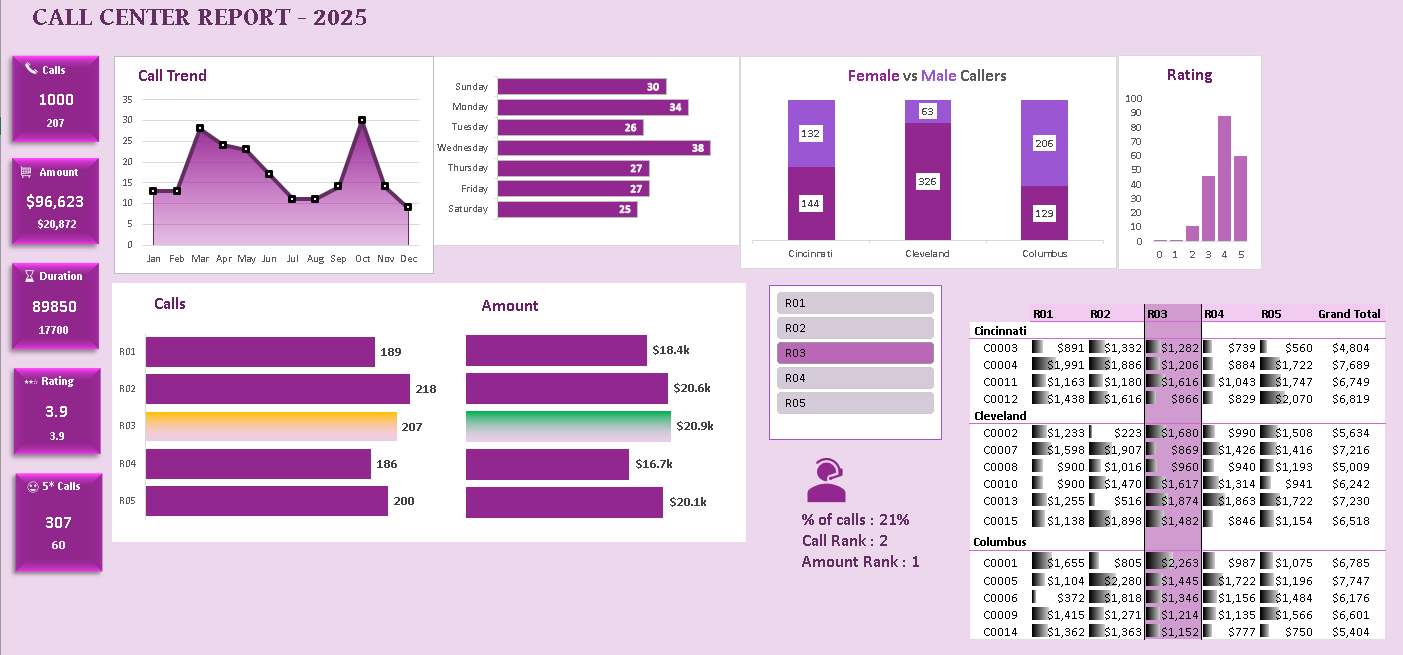 CALL CENTER REPORT - 2025
Calls
1000
207
Amount
$96,623
$20,872
Duration
89850
17700
Rating
3.9
3.9
5* Calls
307
60
Call Trend
35
30
25
20
15
10
5
0
Jan Feb Mar Apr May Jun Jul Aug Sep Oct Nov Dec
Sunday 30
Monday 34
Tuesday 26
Wednesday 38
Thursday 27
Friday 27
Saturday 25
Female vs Male Callers
132 63 206
144 326 129
Cincinnati Cleveland Columbus
Rating
100
90
80
70
60
50
40
30
20
10
0
0 1 2 3 4 5
Calls
R01 189
R02 218
R03 207
R04 186
R05 200
Amount
$18.4k
$20.6k
$20.9k
$16.7k
$20.1k
R01
R02
R03
R04
R05
% of calls : 21%
Call Rank : 2
Amount Rank : 1
R01 R02 R03 R04 R05 Grand Total
Cincinnati
C0003 $891 $1,332 $1,282 $739 $560 $4,804
C0004 $1,991 $1,886 $1,206 $884 $1,722 $7,689
C0011 $1,163 $1,180 $1,616 $1,043 $1,747 $6,749
C0012 $1,438 $1,616 $866 $829 $2,070 $6,819
Cleveland
C0002 $1,233 $223 $1,680 $990 $1,508 $5,634
C0007 $1,598 $1,907 $869 $1,426 $1,416 $7,216
C0008 $900 $1,016 $960 $940 $1,193 $5,009
C0010 $900 $1,470 $1,617 $1,314 $941 $6,242
C0013 $1,255 $516 $1,874 $1,863 $1,722 $7,230
C0015 $1,138 $1,898 $1,482 $846 $1,154 $6,518
Columbus
C0001 $1,655 $805 $2,263 $987 $1,075 $6,785
C0005 $1,104 $2,280 $1,445 $1,722 $1,196 $7,747
C0006 $372 $1,818 $1,346 $1,156 $1,484 $6,176
C0009 $1,415 $1,271 $1,214 $1,135 $1,566 $6,601
C0014 $1,362 $1,363 $1,152 $777 $750 $5,404